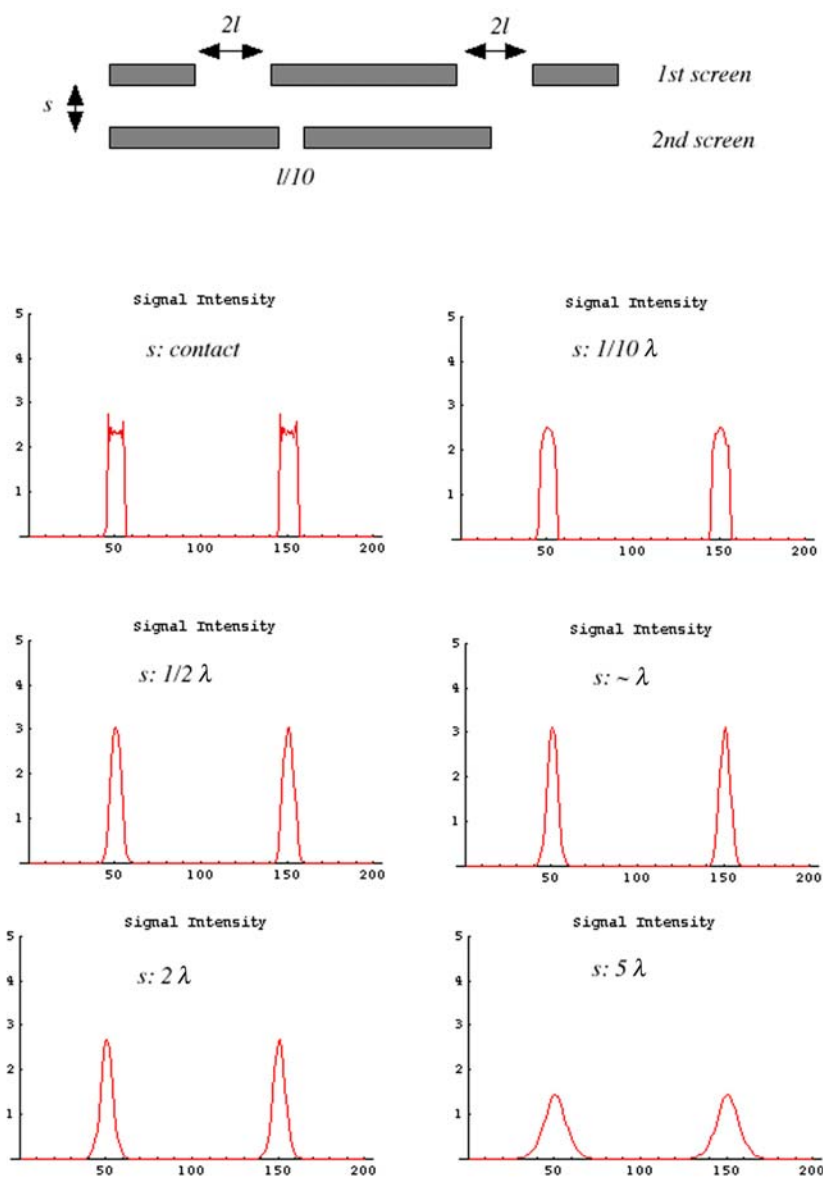 2l 2l
1st screen
s
2nd screen
l/10
Signal Intensity
5
s: contact
4
3
2
1
50 100 150 200
Signal Intensity
5
s: 1/10 λ
4
3
2
1
50 100 150 200
Signal Intensity
5
s: 1/2 λ
4
3
2
1
50 100 150 200
Signal Intensity
5
s: ~ λ
4
3
2
1
50 100 150 200
Signal Intensity
5
s: 2 λ
4
3
2
1
50 100 150 200
Signal Intensity
5
s: 5 λ
4
3
2
1
50 100 150 200